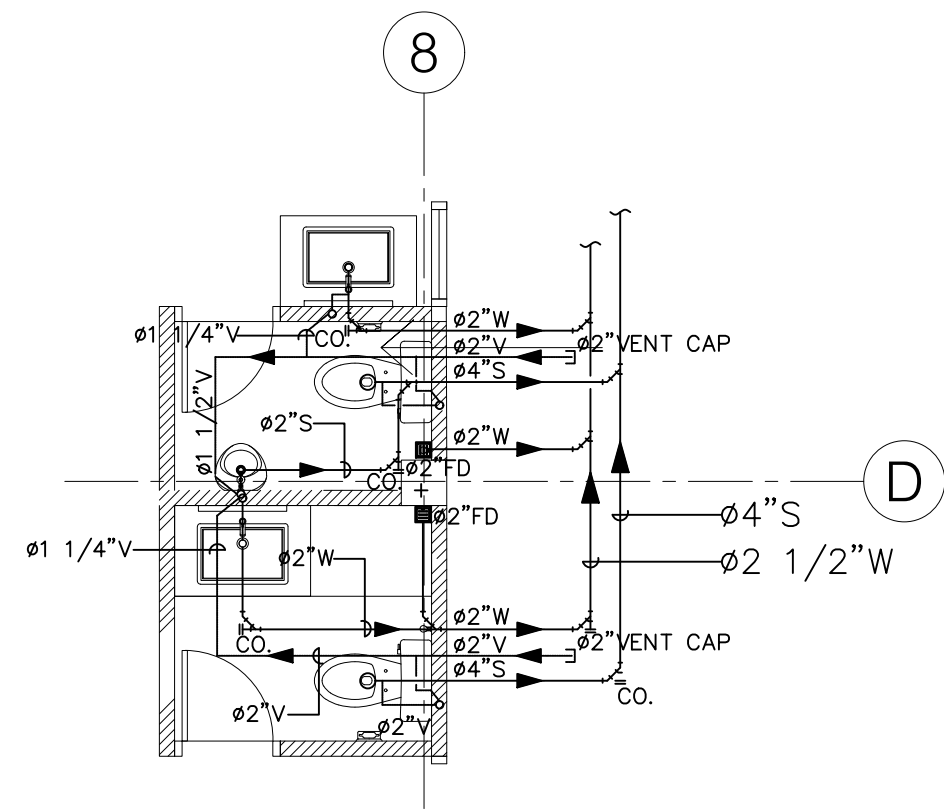 8
ø2"W
ø1 1/4"V
CO.
ø2"V
ø2"VENT CAP
ø4"S
ø1 1/2"V
ø2"S
ø2"W
CO.
ø2"FD
D
ø2"FD
ø4"S
ø1 1/4"V
ø2"W
ø2 1/2"W
ø2"W
CO.
ø2"V
ø2"VENT CAP
ø4"S
CO.
ø2"V
ø2"V